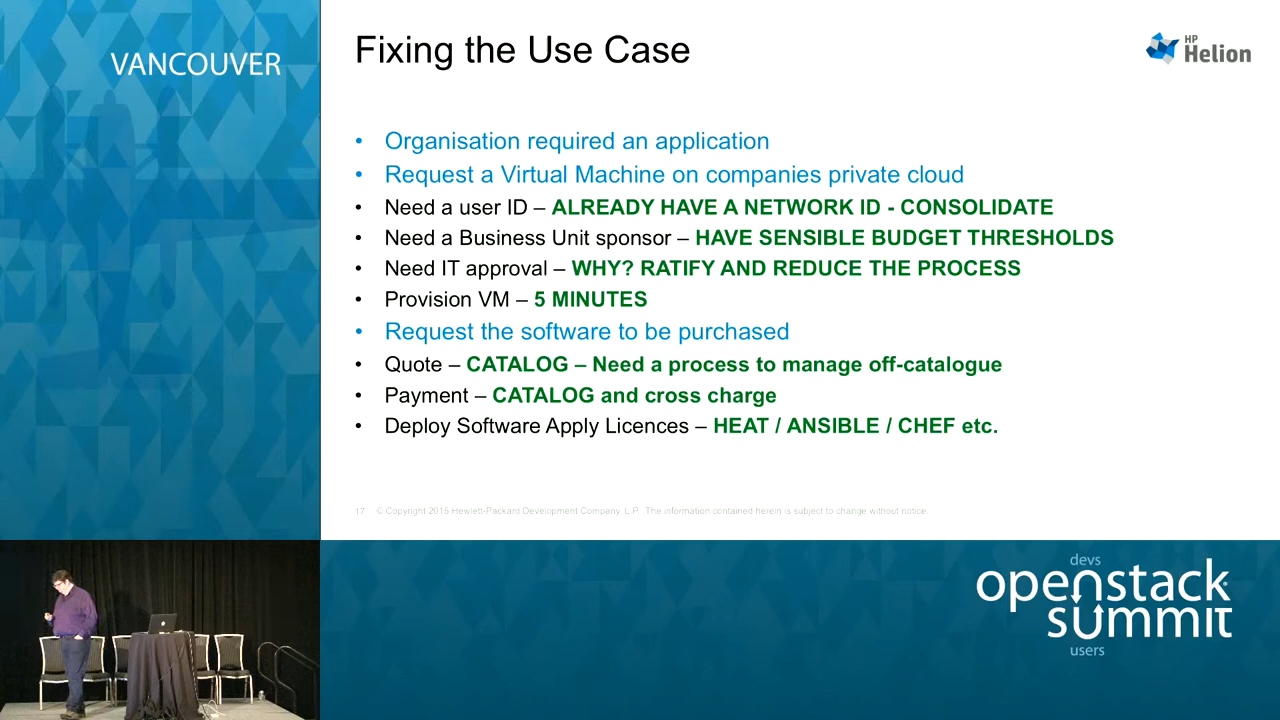 VANCOUVER
Fixing the Use Case
HP
Helion
• Organisation required an application
• Request a Virtual Machine on companies private cloud
• Need a user ID – ALREADY HAVE A NETWORK ID - CONSOLIDATE
• Need a Business Unit sponsor – HAVE SENSIBLE BUDGET THRESHOLDS
• Need IT approval – WHY? RATIFY AND REDUCE THE PROCESS
• Provision VM – 5 MINUTES
• Request the software to be purchased
• Quote – CATALOG – Need a process to manage off-catalogue
• Payment – CATALOG and cross charge
• Deploy Software Apply Licences – HEAT / ANSIBLE / CHEF etc.
17 © Copyright 2015 Hewlett-Packard Development Company, L.P. The information contained herein is subject to change without notice.
devs
openstack
summit
users